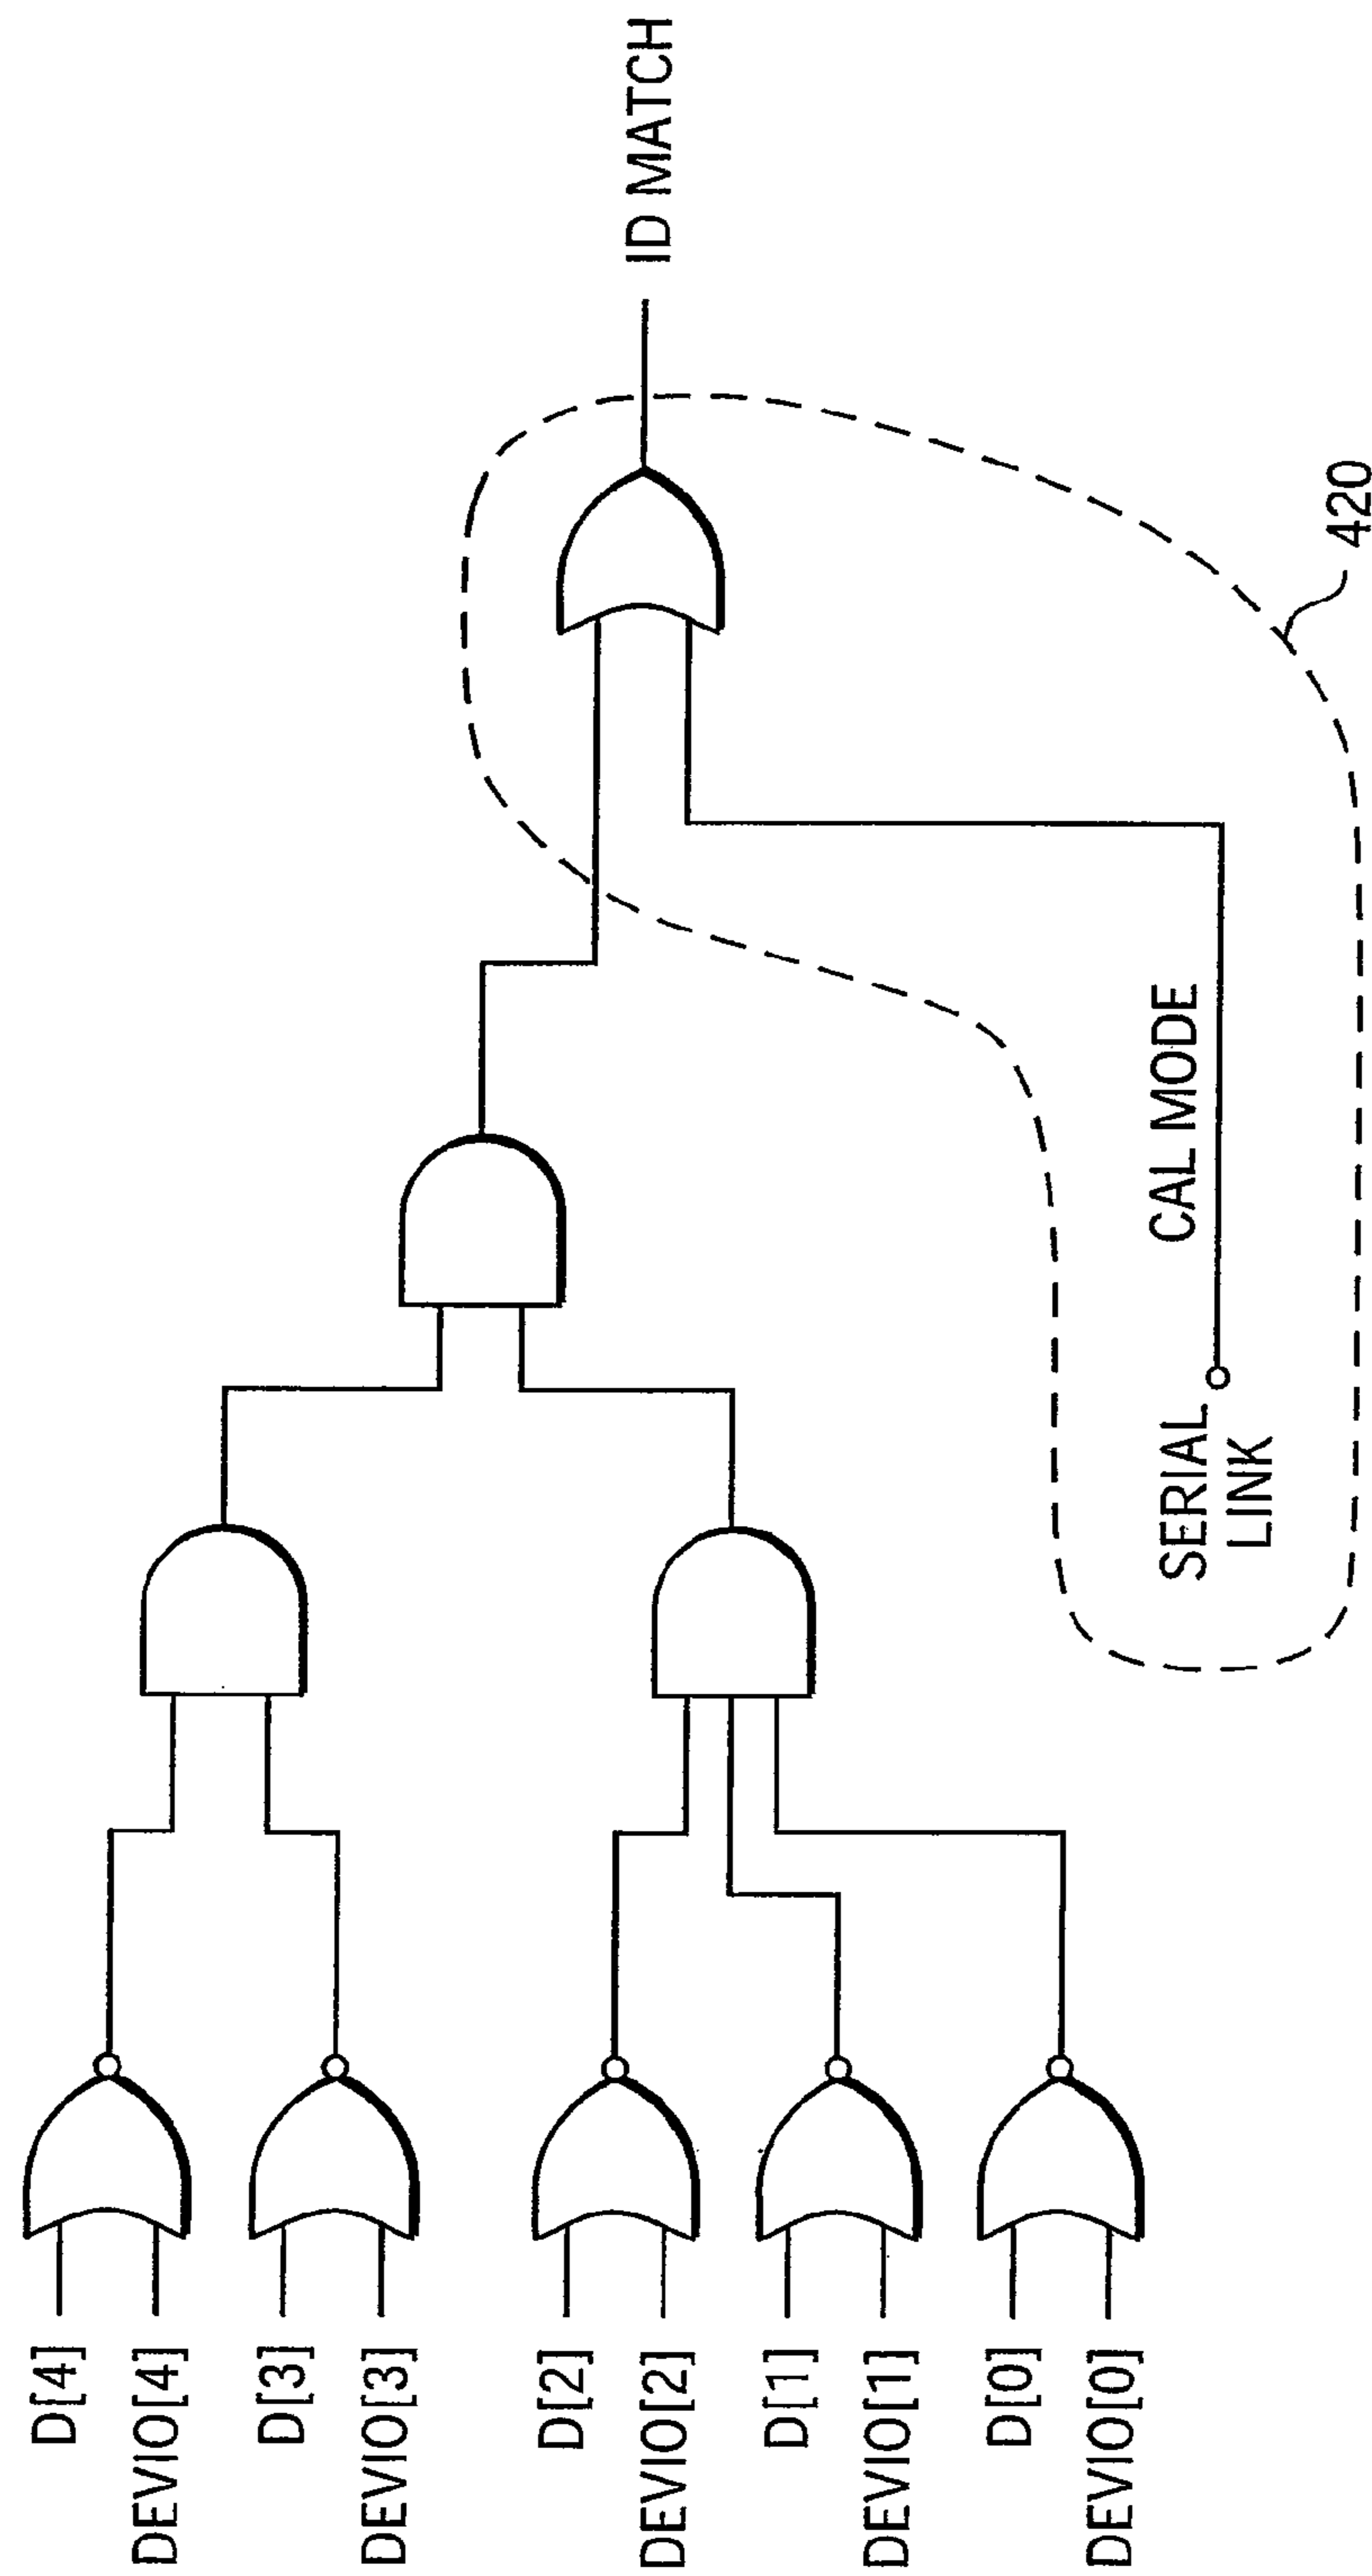 D[4]
DEVIO[4]
D[3]
DEVIO[3]
D[2]
DEVIO[2]
D[1]
DEVIO[1]
D[0]
DEVIO[0]
SERIAL
LINK
CAL MODE
ID MATCH
420